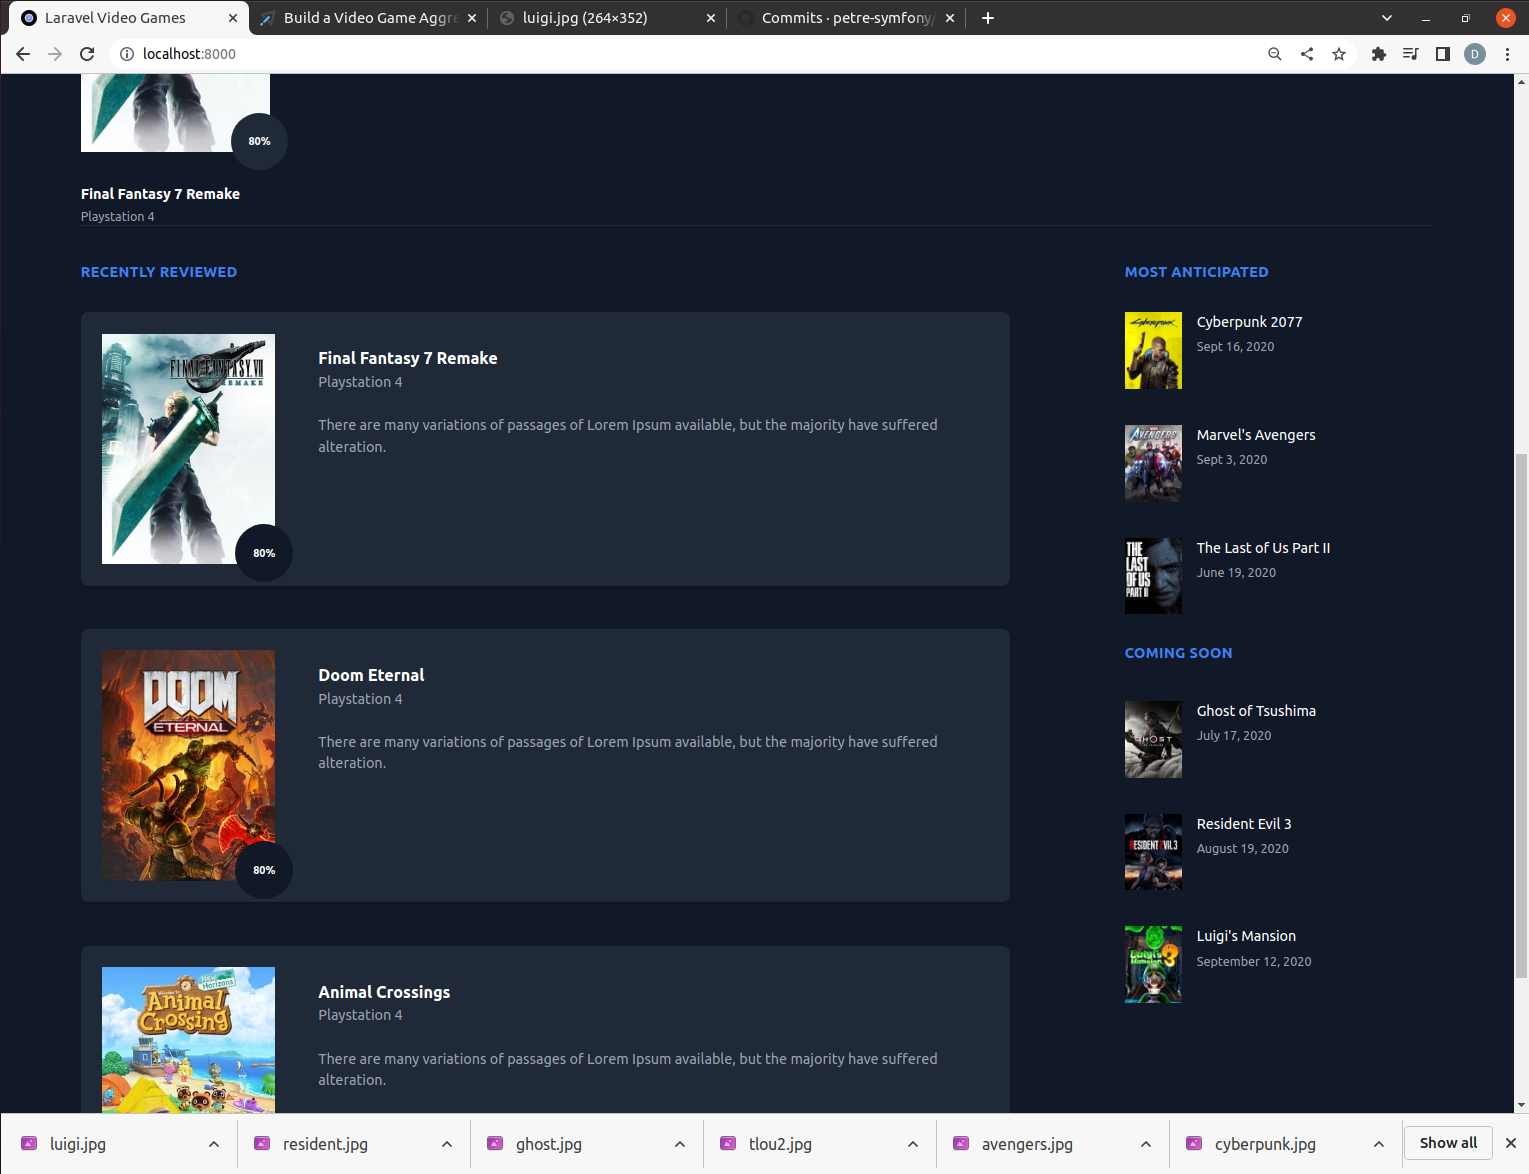 Laravel Video Games
Build a Video Game Aggre
luigi.jpg (264×352)
Commits · petre-symfony/
localhost:8000
D
80%
Final Fantasy 7 Remake
Playstation 4
RECENTLY REVIEWED
FINAL FANTASY VII
REMAKE
80%
Final Fantasy 7 Remake
Playstation 4
There are many variations of passages of Lorem Ipsum available, but the majority have suffered
alteration.
DOOM
ETERNAL
80%
Doom Eternal
Playstation 4
There are many variations of passages of Lorem Ipsum available, but the majority have suffered
alteration.
New
Horizons
Animal
Crossing
Animal Crossings
Playstation 4
There are many variations of passages of Lorem Ipsum available, but the majority have suffered
alteration.
MOST ANTICIPATED
Cyberpunk
Cyberpunk 2077
Sept 16, 2020
AVENGERS
Marvel's Avengers
Sept 3, 2020
THE
LAST
OF US
PART II
The Last of Us Part II
June 19, 2020
COMING SOON
GHOST
Ghost of Tsushima
July 17, 2020
RESIDENT EVIL 3
Resident Evil 3
August 19, 2020
Luigi's
Mansion 3
Luigi's Mansion
September 12, 2020
luigi.jpg
resident.jpg
ghost.jpg
tlou2.jpg
avengers.jpg
cyberpunk.jpg
Show all